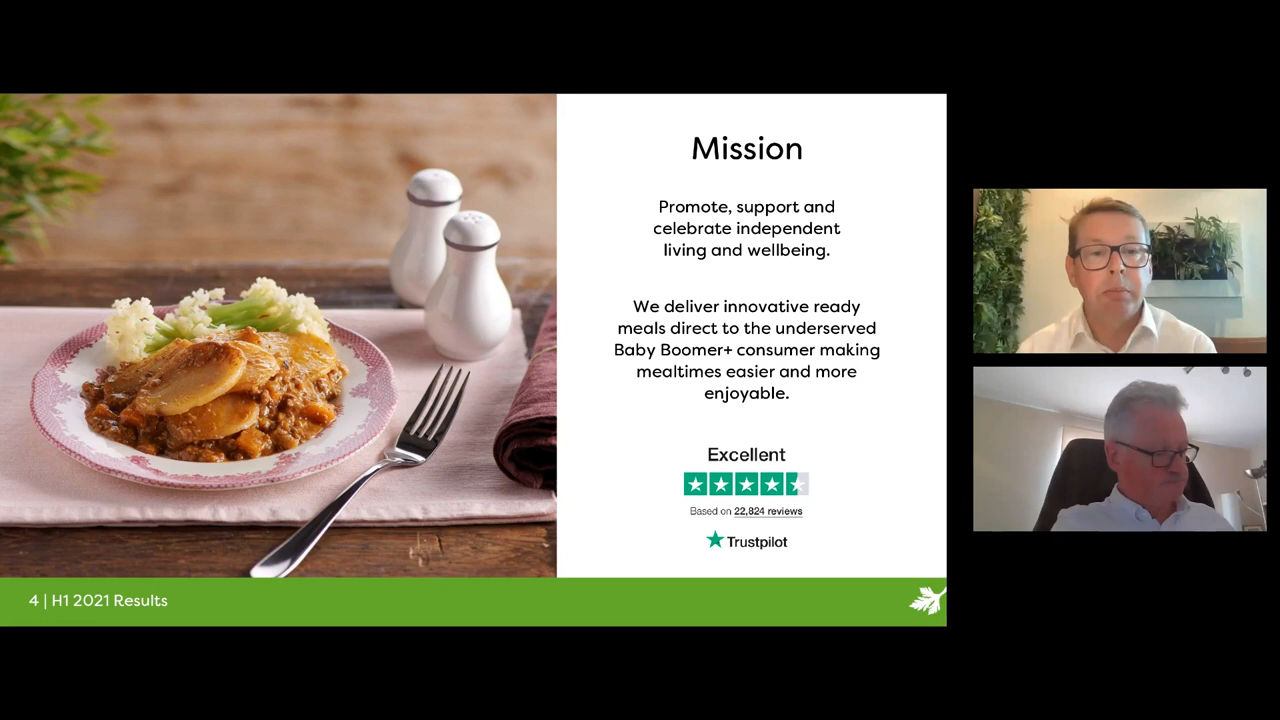 Mission
Promote, support and
celebrate independent
living and wellbeing.
We deliver innovative ready
meals direct to the underserved
Baby Boomer+ consumer making
mealtimes easier and more
enjoyable.
Excellent
Based on 22,824 reviews
Trustpilot
4 | H1 2021 Results